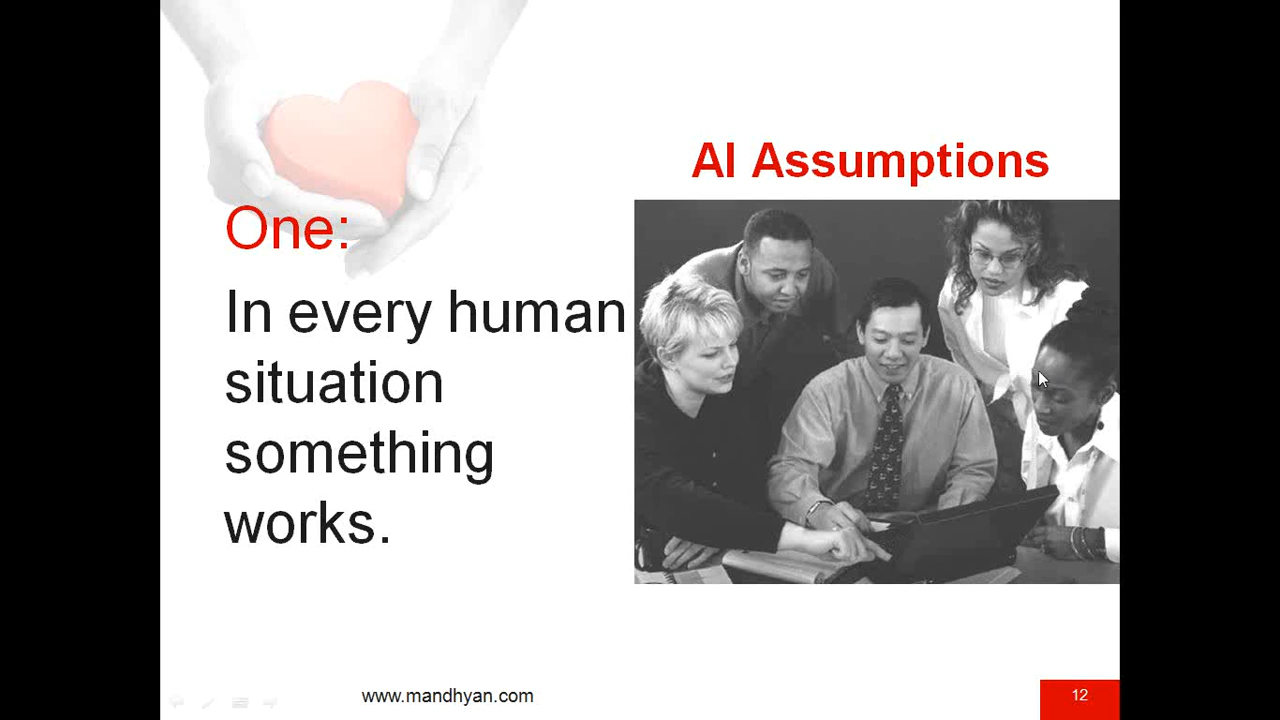 AI Assumptions
One:
In every human
situation
something
works.
www.mandhyan.com
12